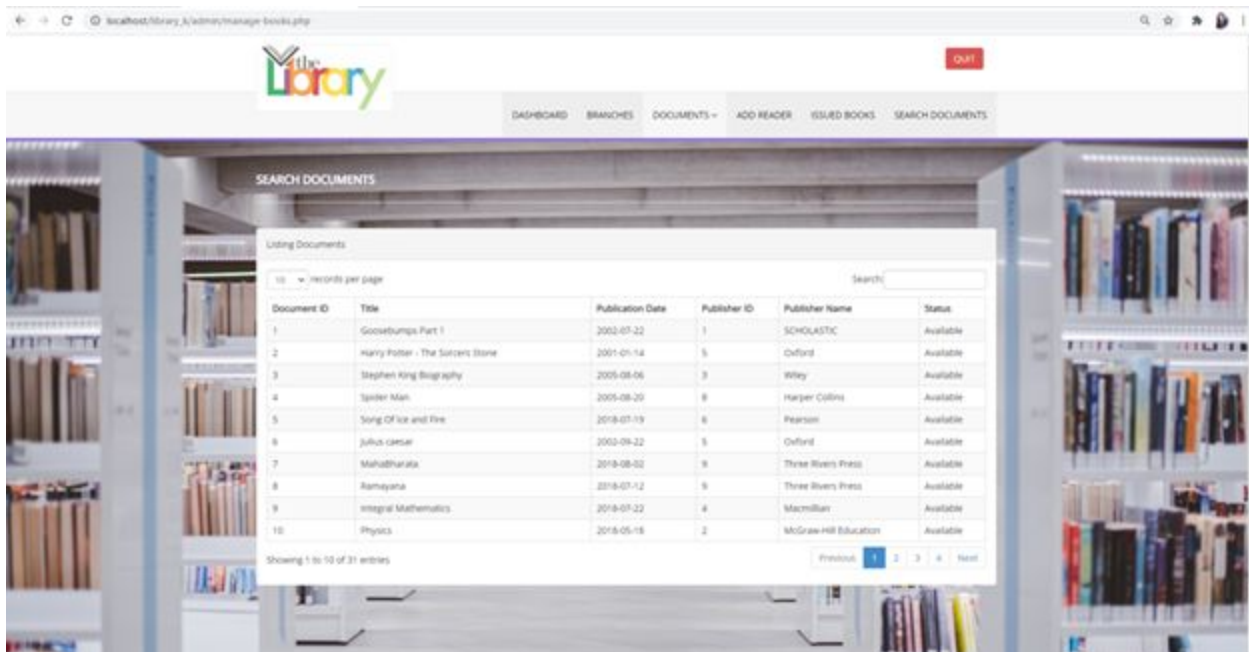 localhost/library_k/admin/manage-books.php
the Library
QUIT
DASHBOARD BRANCHES DOCUMENTS ADD READER ISSUED BOOKS SEARCH DOCUMENTS
SEARCH DOCUMENTS
Listing Documents
10 records per page Search:
Document ID Title Publication Date Publisher ID Publisher Name Status
1 Goosebumps Part 1 2002-07-22 1 SCHOLASTIC Available
2 Harry Potter - The Sorcers Stone 2001-01-14 5 Oxford Available
3 Stephen King Biography 2005-08-06 3 Wiley Available
4 Spider Man 2005-08-20 8 Harper Collins Available
5 Song Of Ice and Fire 2018-07-19 6 Pearson Available
6 Julius caesar 2002-09-22 5 Oxford Available
7 MahaBharata 2018-08-02 9 Three Rivers Press Available
8 Ramayana 2018-07-12 9 Three Rivers Press Available
9 Integral Mathematics 2018-07-22 4 Macmillian Available
10 Physics 2018-05-18 2 McGraw-Hill Education Available
Showing 1 to 10 of 31 entries Previous 1 2 3 4 Next